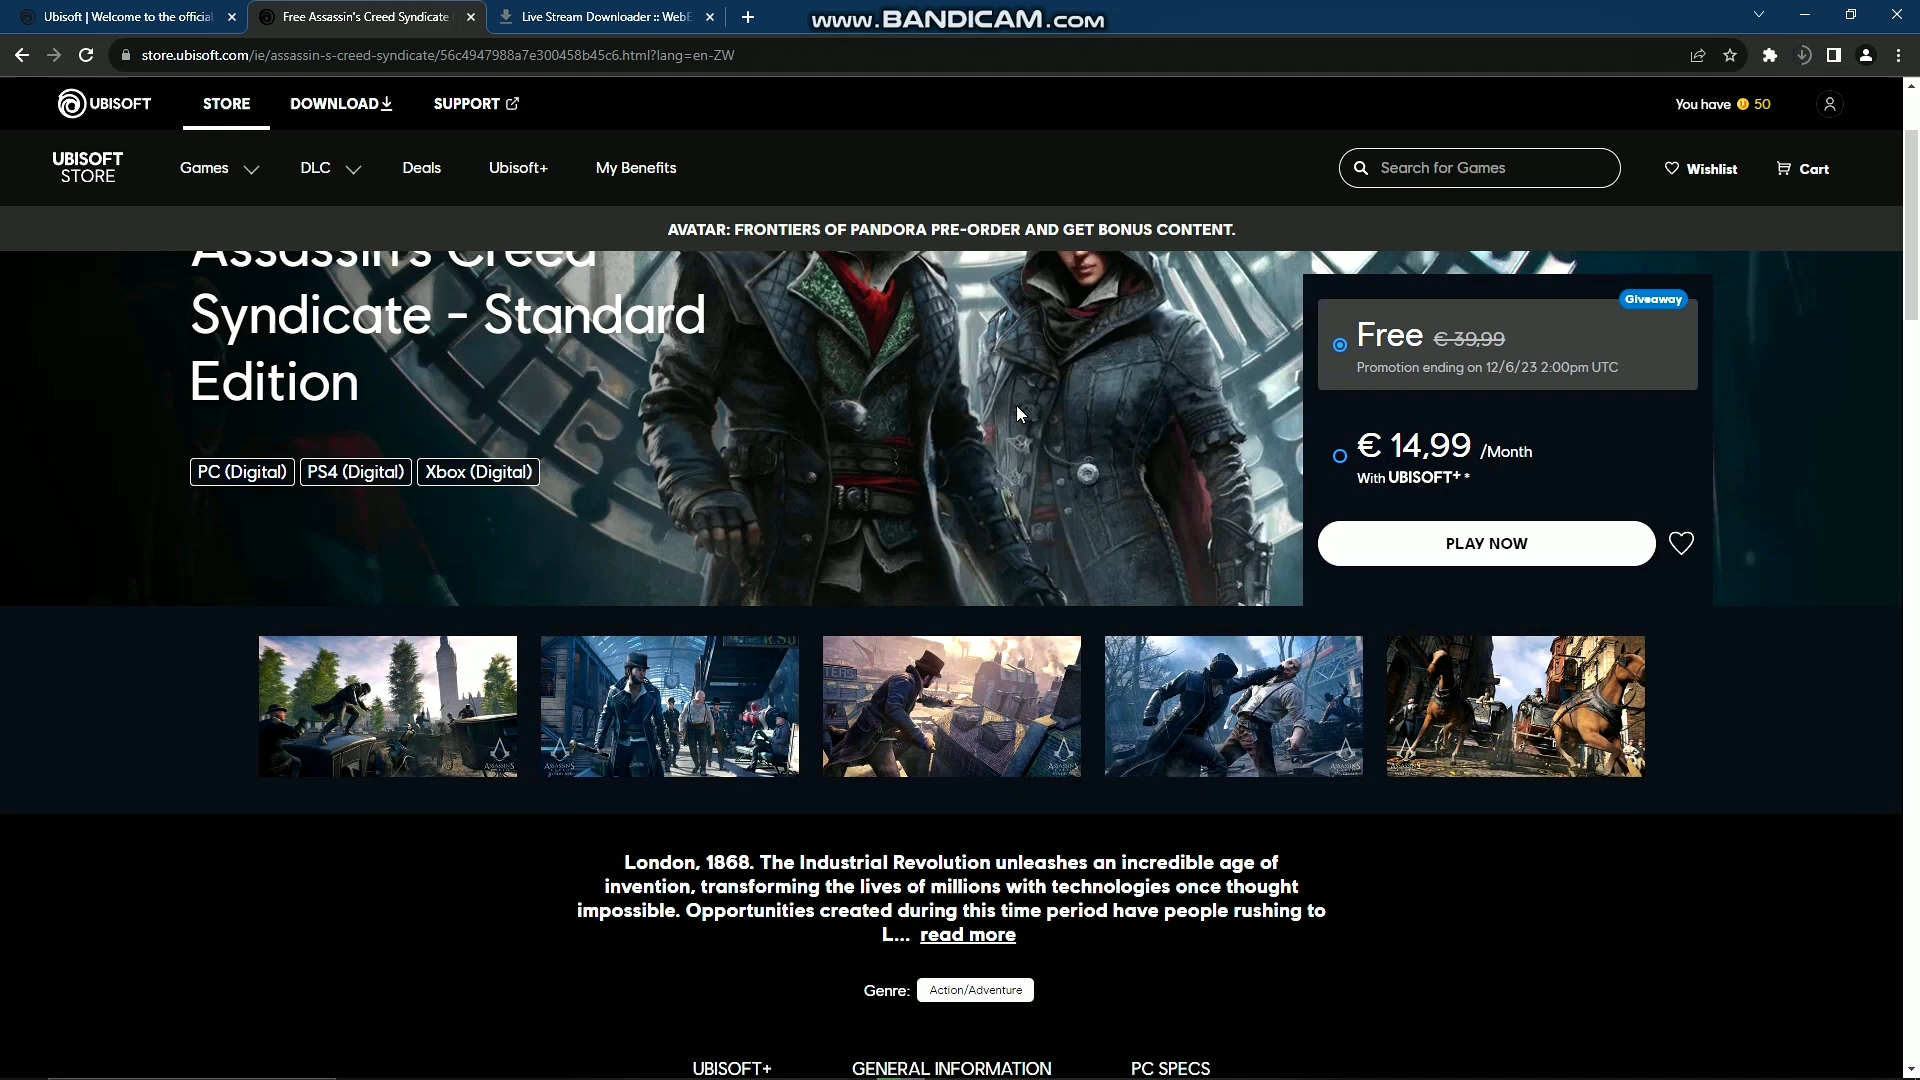 Ubisoft | Welcome to the official
Free Assassin's Creed Syndicate
Live Stream Downloader :: WebE
www.BANDICAM.com
store.ubisoft.com/ie/assassin-s-creed-syndicate/56c4947988a7e300458b45c6.html?lang=en-ZW
UBISOFT
STORE
DOWNLOAD
SUPPORT
You have 50
UBISOFT
STORE
Games
DLC
Deals
Ubisoft+
My Benefits
Search for Games
Wishlist
Cart
AVATAR: FRONTIERS OF PANDORA PRE-ORDER AND GET BONUS CONTENT.
Assassin's Creed
Syndicate - Standard
Edition
PC (Digital) PS4 (Digital) Xbox (Digital)
Giveaway
Free € 39,99
Promotion ending on 12/6/23 2:00pm UTC
€ 14,99 /Month
With UBISOFT+ *
PLAY NOW
London, 1868. The Industrial Revolution unleashes an incredible age of
invention, transforming the lives of millions with technologies once thought
impossible. Opportunities created during this time period have people rushing to
L... read more
Genre: Action/Adventure
UBISOFT+
GENERAL INFORMATION
PC SPECS